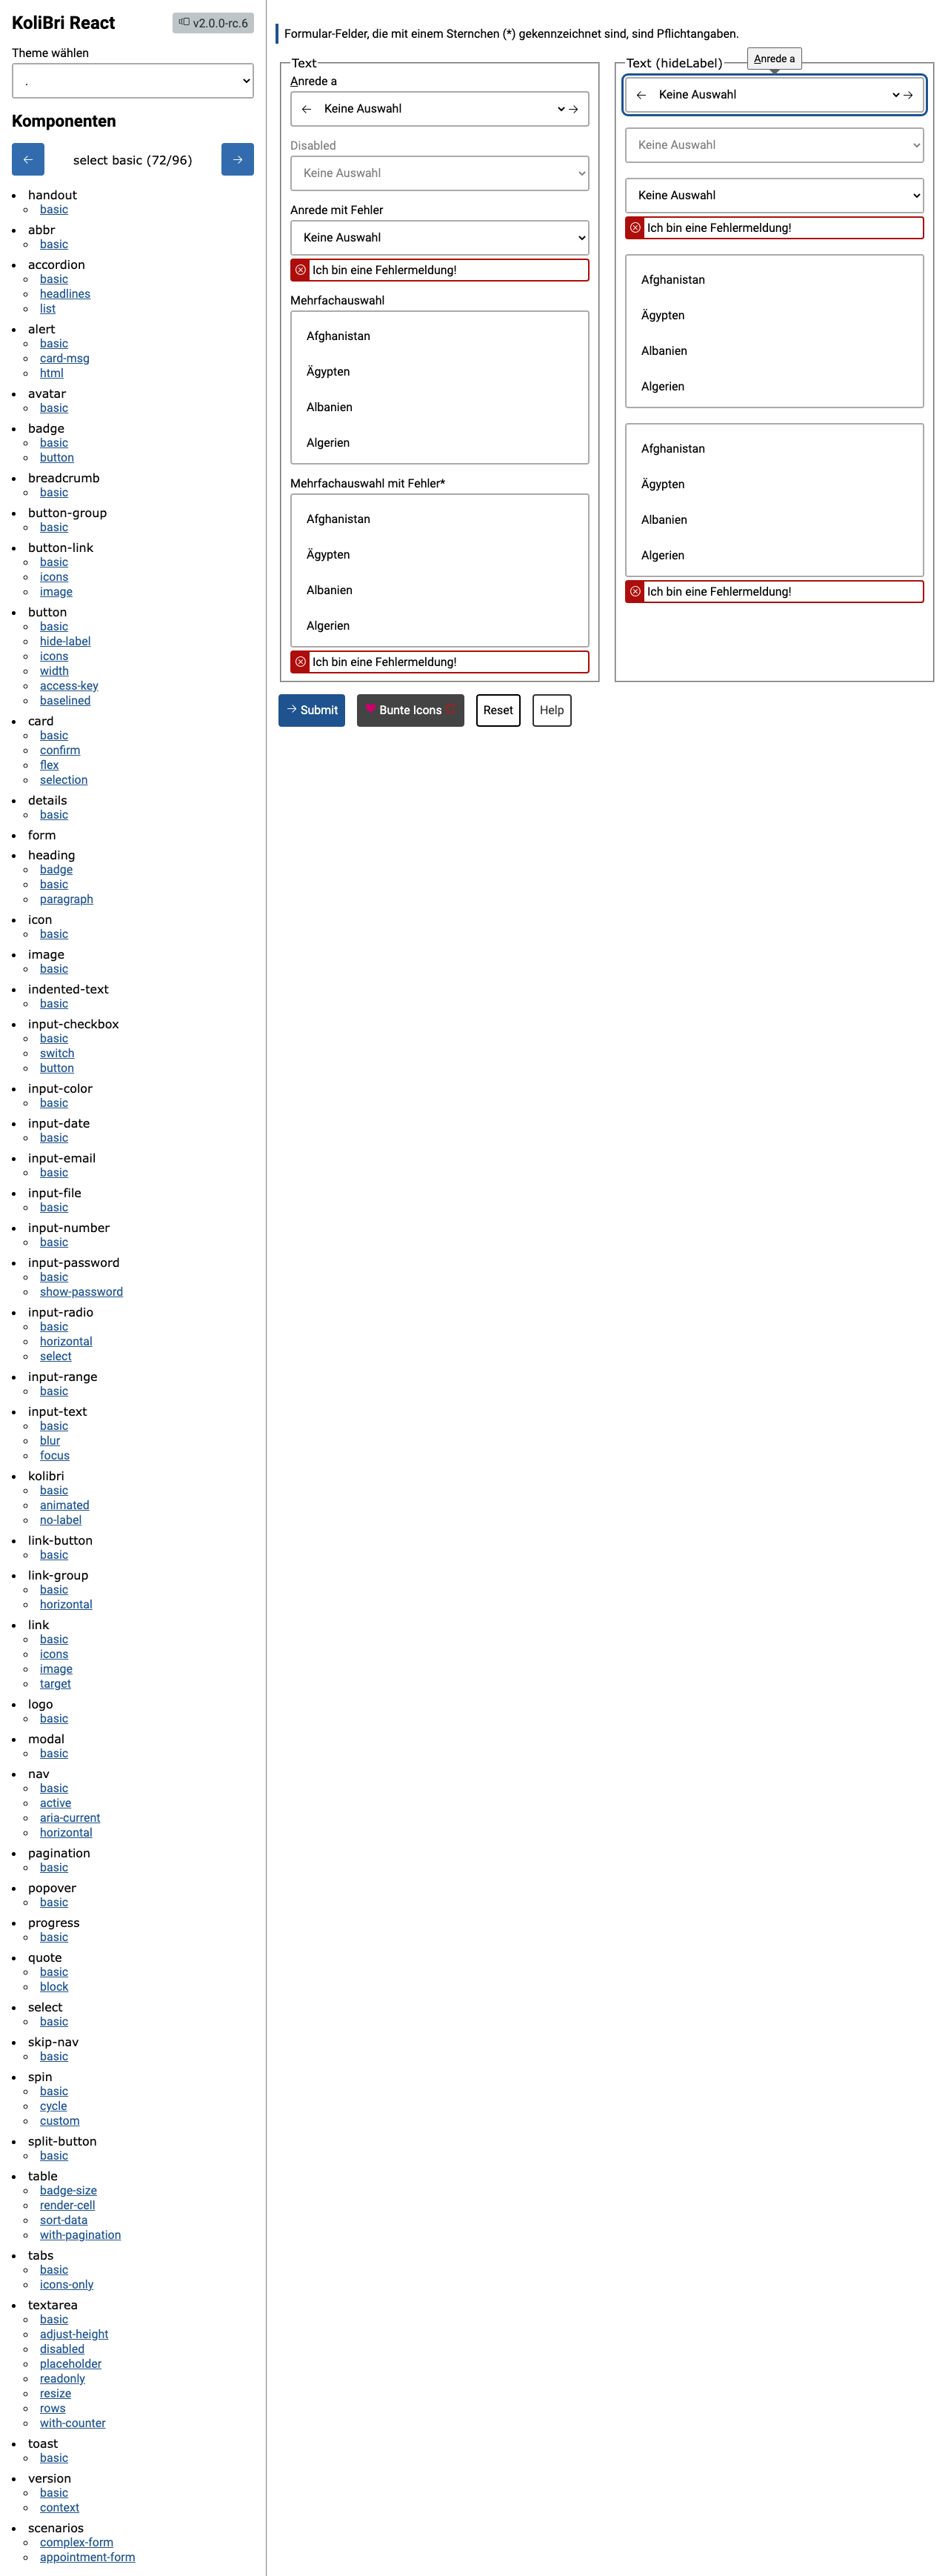 KoliBri React
v2.0.0-rc.6
Theme wählen
.
Komponenten
select basic (72/96)
handout
basic
abbr
basic
accordion
basic
headlines
list
alert
basic
card-msg
html
avatar
basic
badge
basic
button
breadcrumb
basic
button-group
basic
button-link
basic
icons
image
button
basic
hide-label
icons
width
access-key
baselined
card
basic
confirm
flex
selection
details
basic
form
heading
badge
basic
paragraph
icon
basic
image
basic
indented-text
basic
input-checkbox
basic
switch
button
input-color
basic
input-date
basic
input-email
basic
input-file
basic
input-number
basic
input-password
basic
show-password
input-radio
basic
horizontal
select
input-range
basic
input-text
basic
blur
focus
kolibri
basic
animated
no-label
link-button
basic
link-group
basic
horizontal
link
basic
icons
image
target
logo
basic
modal
basic
nav
basic
active
aria-current
horizontal
pagination
basic
popover
basic
progress
basic
quote
basic
block
select
basic
skip-nav
basic
spin
basic
cycle
custom
split-button
basic
table
badge-size
render-cell
sort-data
with-pagination
tabs
basic
icons-only
textarea
basic
adjust-height
disabled
placeholder
readonly
resize
rows
with-counter
toast
basic
version
basic
context
scenarios
complex-form
appointment-form
Formular-Felder, die mit einem Sternchen (*) gekennzeichnet sind, sind Pflichtangaben.
Text
Anrede a
Keine Auswahl
Disabled
Keine Auswahl
Anrede mit Fehler
Keine Auswahl
Ich bin eine Fehlermeldung!
Mehrfachauswahl
Afghanistan
Ägypten
Albanien
Algerien
Mehrfachauswahl mit Fehler*
Afghanistan
Ägypten
Albanien
Algerien
Ich bin eine Fehlermeldung!
Text (hideLabel)
Anrede a
Keine Auswahl
Keine Auswahl
Keine Auswahl
Ich bin eine Fehlermeldung!
Afghanistan
Ägypten
Albanien
Algerien
Afghanistan
Ägypten
Albanien
Algerien
Ich bin eine Fehlermeldung!
Submit
Bunte Icons
Reset
Help